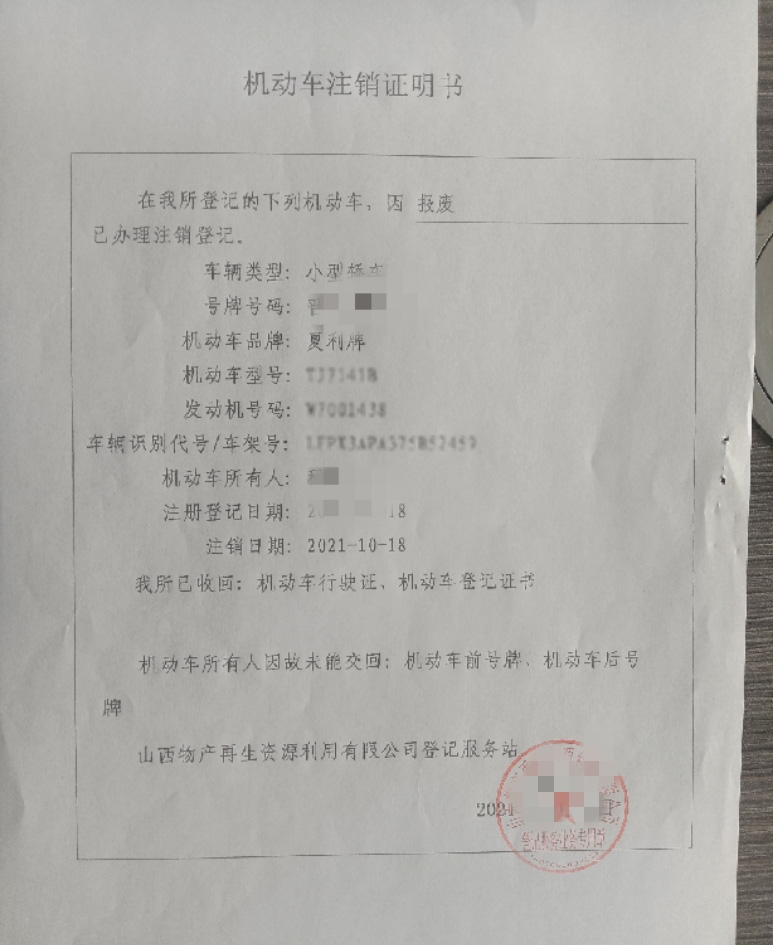 机动车注销证明书
在我所登记的下列机动车，因 报废
已办理注销登记。
车辆类型：小型轿车
号牌号码：
机动车品牌：夏利牌
机动车型号：
发动机号码：
车辆识别代号/车架号：
机动车所有人：
注册登记日期：
注销日期：2021-10-18
我所已收回：机动车行驶证、机动车登记证书
机动车所有人因故未能交回：机动车前号牌、机动车后号
牌
山西物产再生资源利用有限公司登记服务站